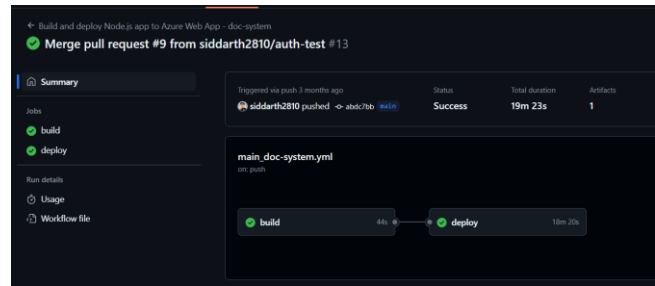 Build and deploy Node.js app to Azure Web App - doc-system
Merge pull request #9 from siddarth2810/auth-test #13
Summary
Jobs
build
deploy
Run details
Usage
Workflow file
Triggered via push 3 months ago
siddarth2810 pushed abdc7bb main
Status
Success
Total duration
19m 23s
Artifacts
1
main_doc-system.yml
on: push
build 44s
deploy 18m 20s